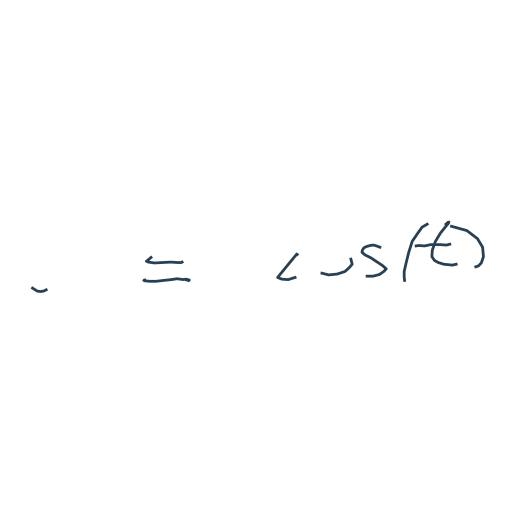 = cos(t)